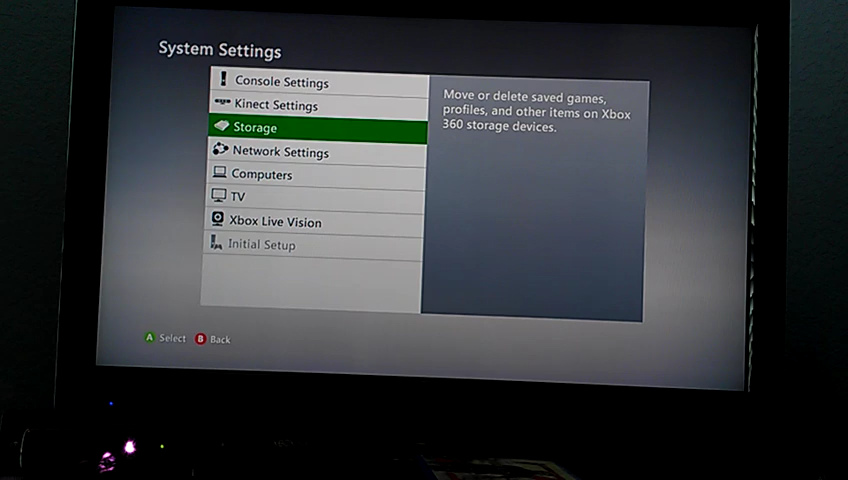 System Settings
Console Settings
Kinect Settings
Storage
Network Settings
Computers
TV
Xbox Live Vision
Initial Setup
Move or delete saved games,
profiles, and other items on Xbox
360 storage devices.
A Select B Back